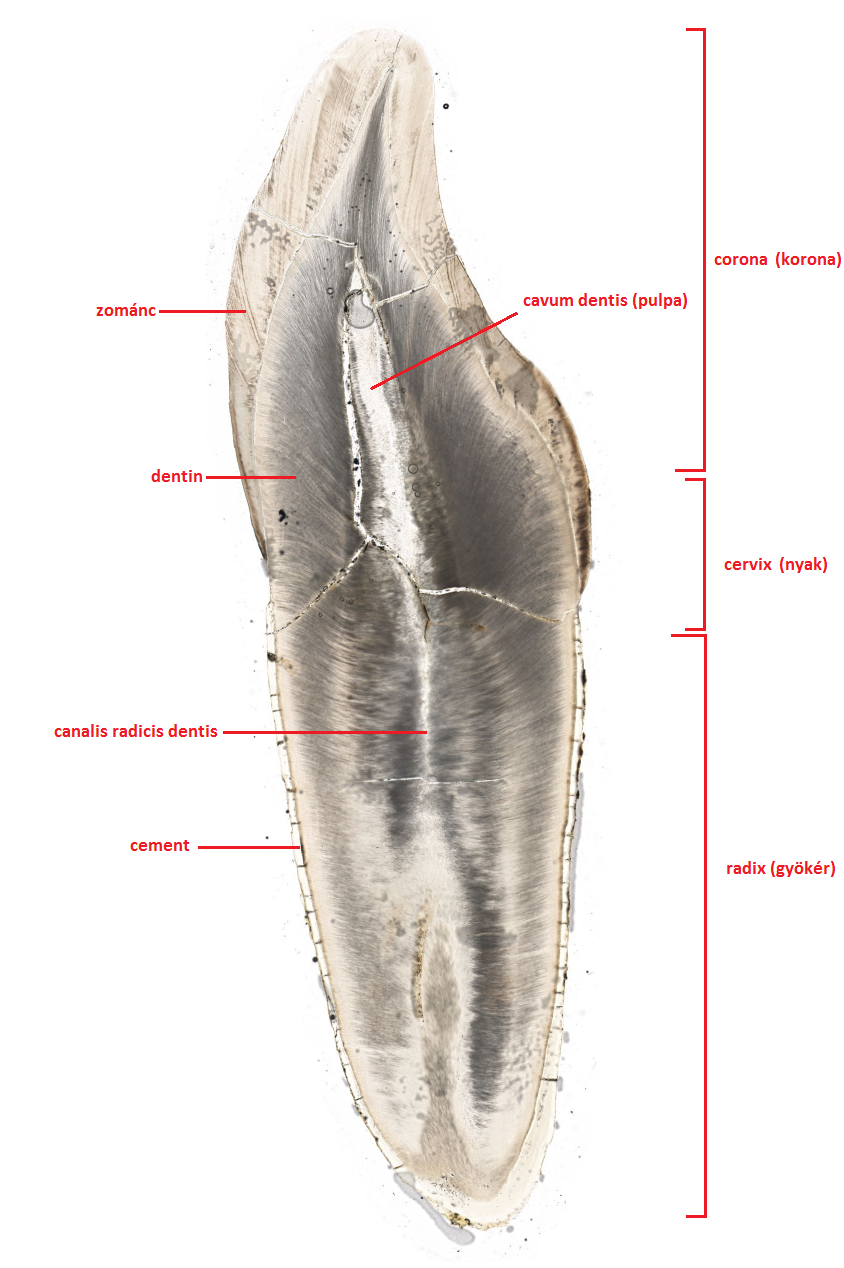 corona (korona)
cavum dentis (pulpa)
zománc
dentin
cervix (nyak)
canalis radicis dentis
cement
radix (gyökér)